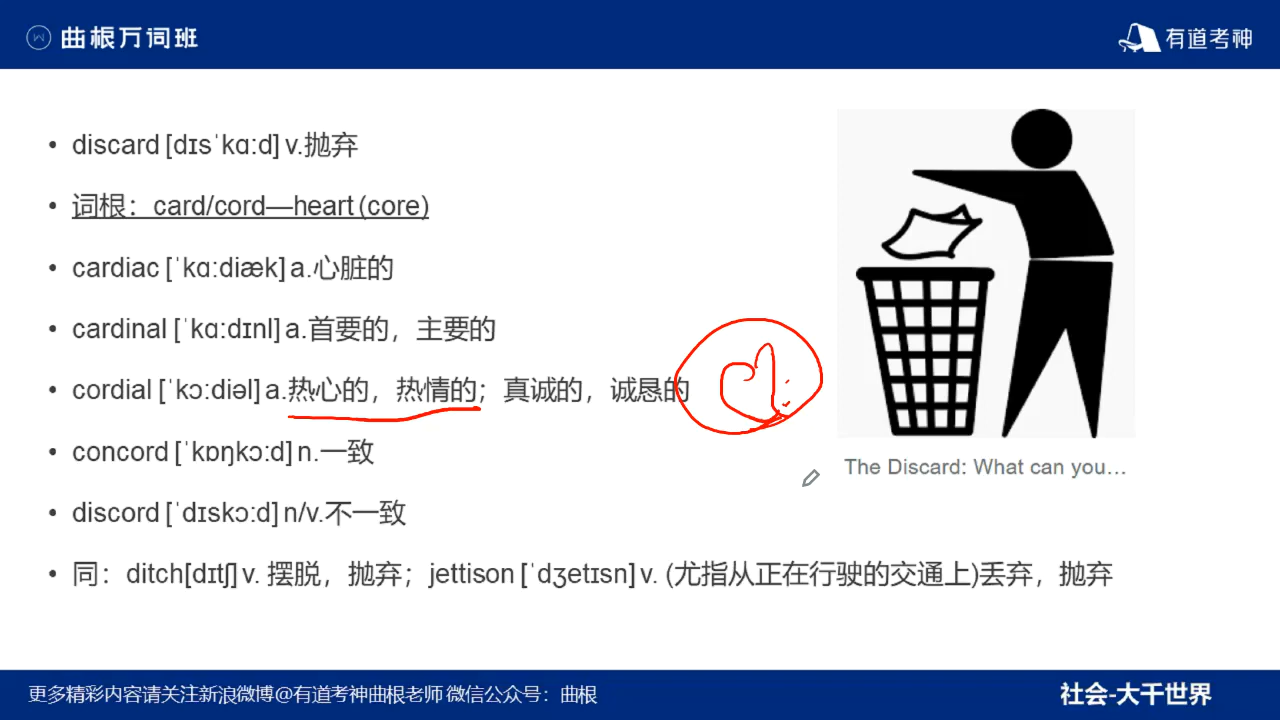 曲根万词班
有道考神
• discard [dɪsˈkɑːd] v.抛弃
• 词根：card/cord—heart (core)
• cardiac [ˈkɑːdiæk] a.心脏的
• cardinal [ˈkɑːdɪnl] a.首要的，主要的
• cordial [ˈkɔːdiəl] a.热心的，热情的；真诚的，诚恳的
• concord [ˈkɒŋkɔːd] n.一致
• discord [ˈdɪskɔːd] n/v.不一致
• 同：ditch[dɪtʃ] v. 摆脱，抛弃；jettison [ˈdʒetɪsn] v. (尤指从正在行驶的交通上)丢弃，抛弃
The Discard: What can you…
更多精彩内容请关注新浪微博@有道考神曲根老师 微信公众号：曲根
社会-大千世界